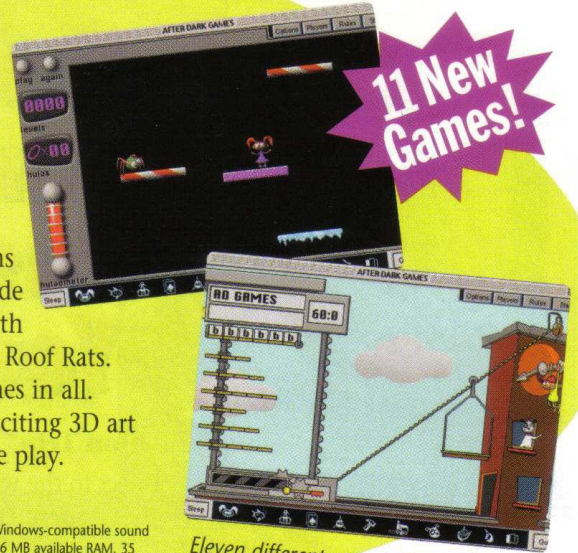 AFTER DARK GAMES
Options Players Rules
play again
0000
levels
0:00
hulas
hulaometer
Sleep
11 New
Games!
AFTER DARK GAMES
Options Players Rules
AD GAMES
60:0
b b b b b b
Sleep
ns
de
th
Roof Rats.
nes in all.
citing 3D art
e play.
Windows-compatible sound
6 MB available RAM, 35
Eleven different